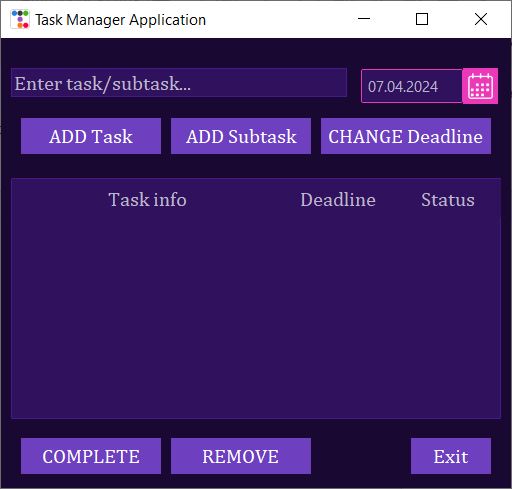 Task Manager Application
Enter task/subtask...
07.04.2024
ADD Task
ADD Subtask
CHANGE Deadline
Task info
Deadline
Status
COMPLETE
REMOVE
Exit